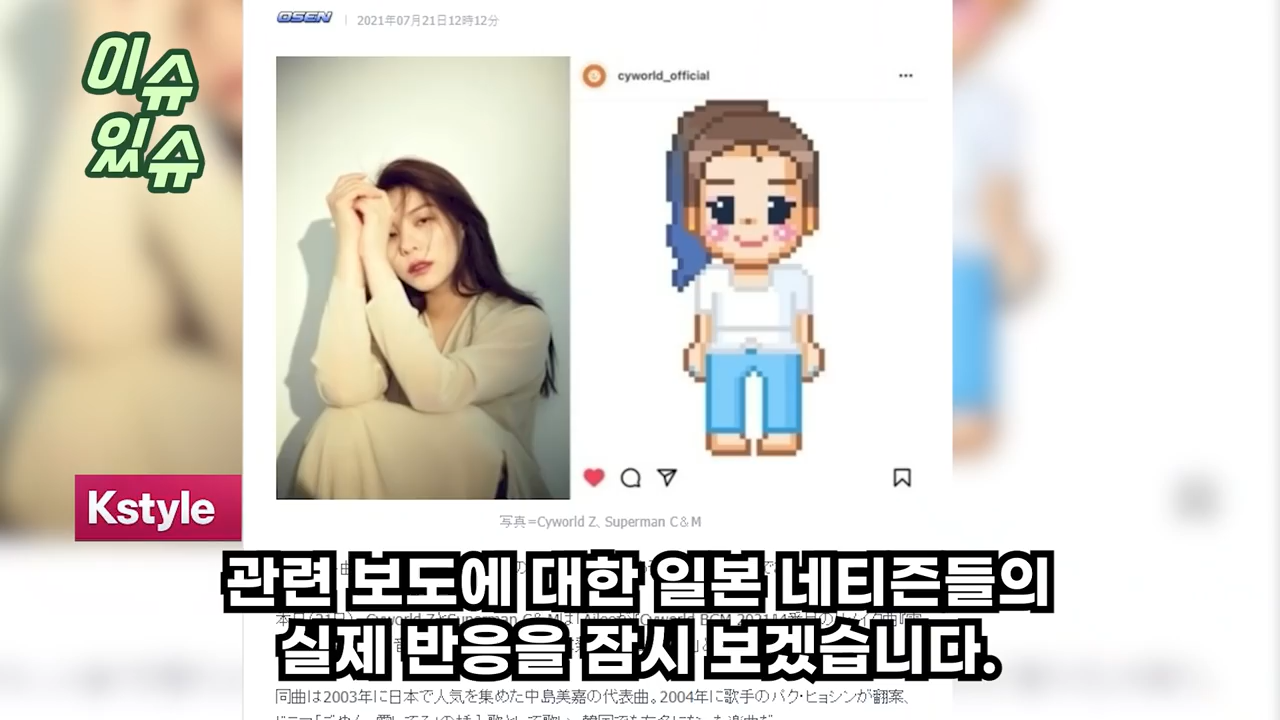 OSEN | 2021年07月21日12時12分
이슈
있슈
cyworld_official
Kstyle
写真=Cyworld Z、Superman C&M
관련 보도에 대한 일본 네티즌들의
실제 반응을 잠시 보겠습니다.
同曲は2003年に日本で人気を集めた中島美嘉の代表曲。2004年に歌手のパク・ヒョシンが翻案、